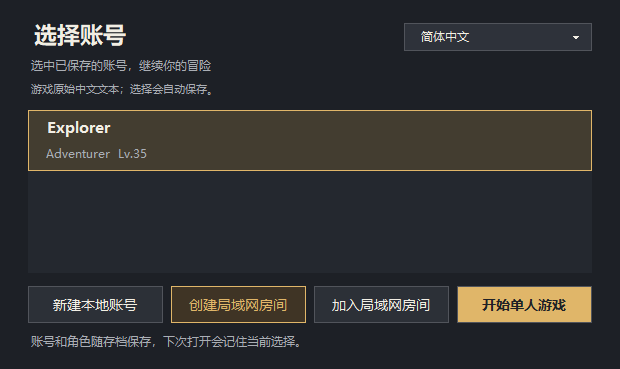 选择账号
简体中文
选中已保存的账号，继续你的冒险
游戏原始中文文本；选择会自动保存。
Explorer
Adventurer Lv.35
新建本地账号
创建局域网房间
加入局域网房间
开始单人游戏
账号和角色随存档保存，下次打开会记住当前选择。